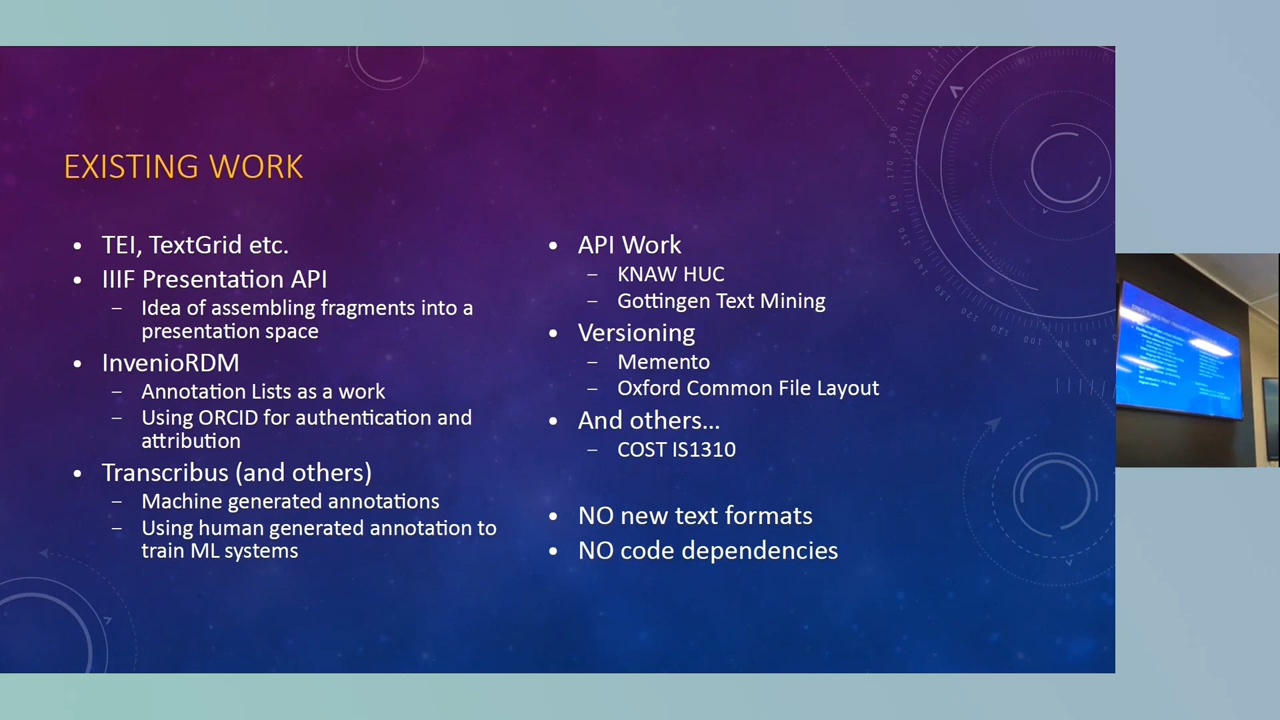 EXISTING WORK
• TEI, TextGrid etc.
• IIIF Presentation API
– Idea of assembling fragments into a
presentation space
• InvenioRDM
– Annotation Lists as a work
– Using ORCID for authentication and
attribution
• Transcribus (and others)
– Machine generated annotations
– Using human generated annotation to
train ML systems
• API Work
– KNAW HUC
– Gottingen Text Mining
• Versioning
– Memento
– Oxford Common File Layout
• And others...
– COST IS1310
• NO new text formats
• NO code dependencies